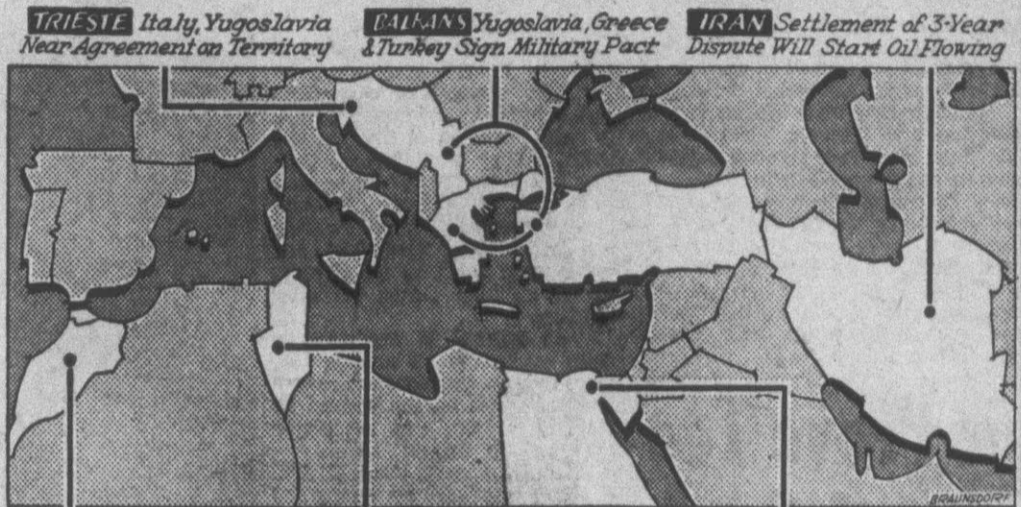 TRIESTE Italy, Yugoslavia
Near Agreement on Territory
BALKANS Yugoslavia, Greece
& Turkey Sign Military Pact
IRAN Settlement of 3-Year
Dispute Will Start Oil Flowing
BRAUNSDORF